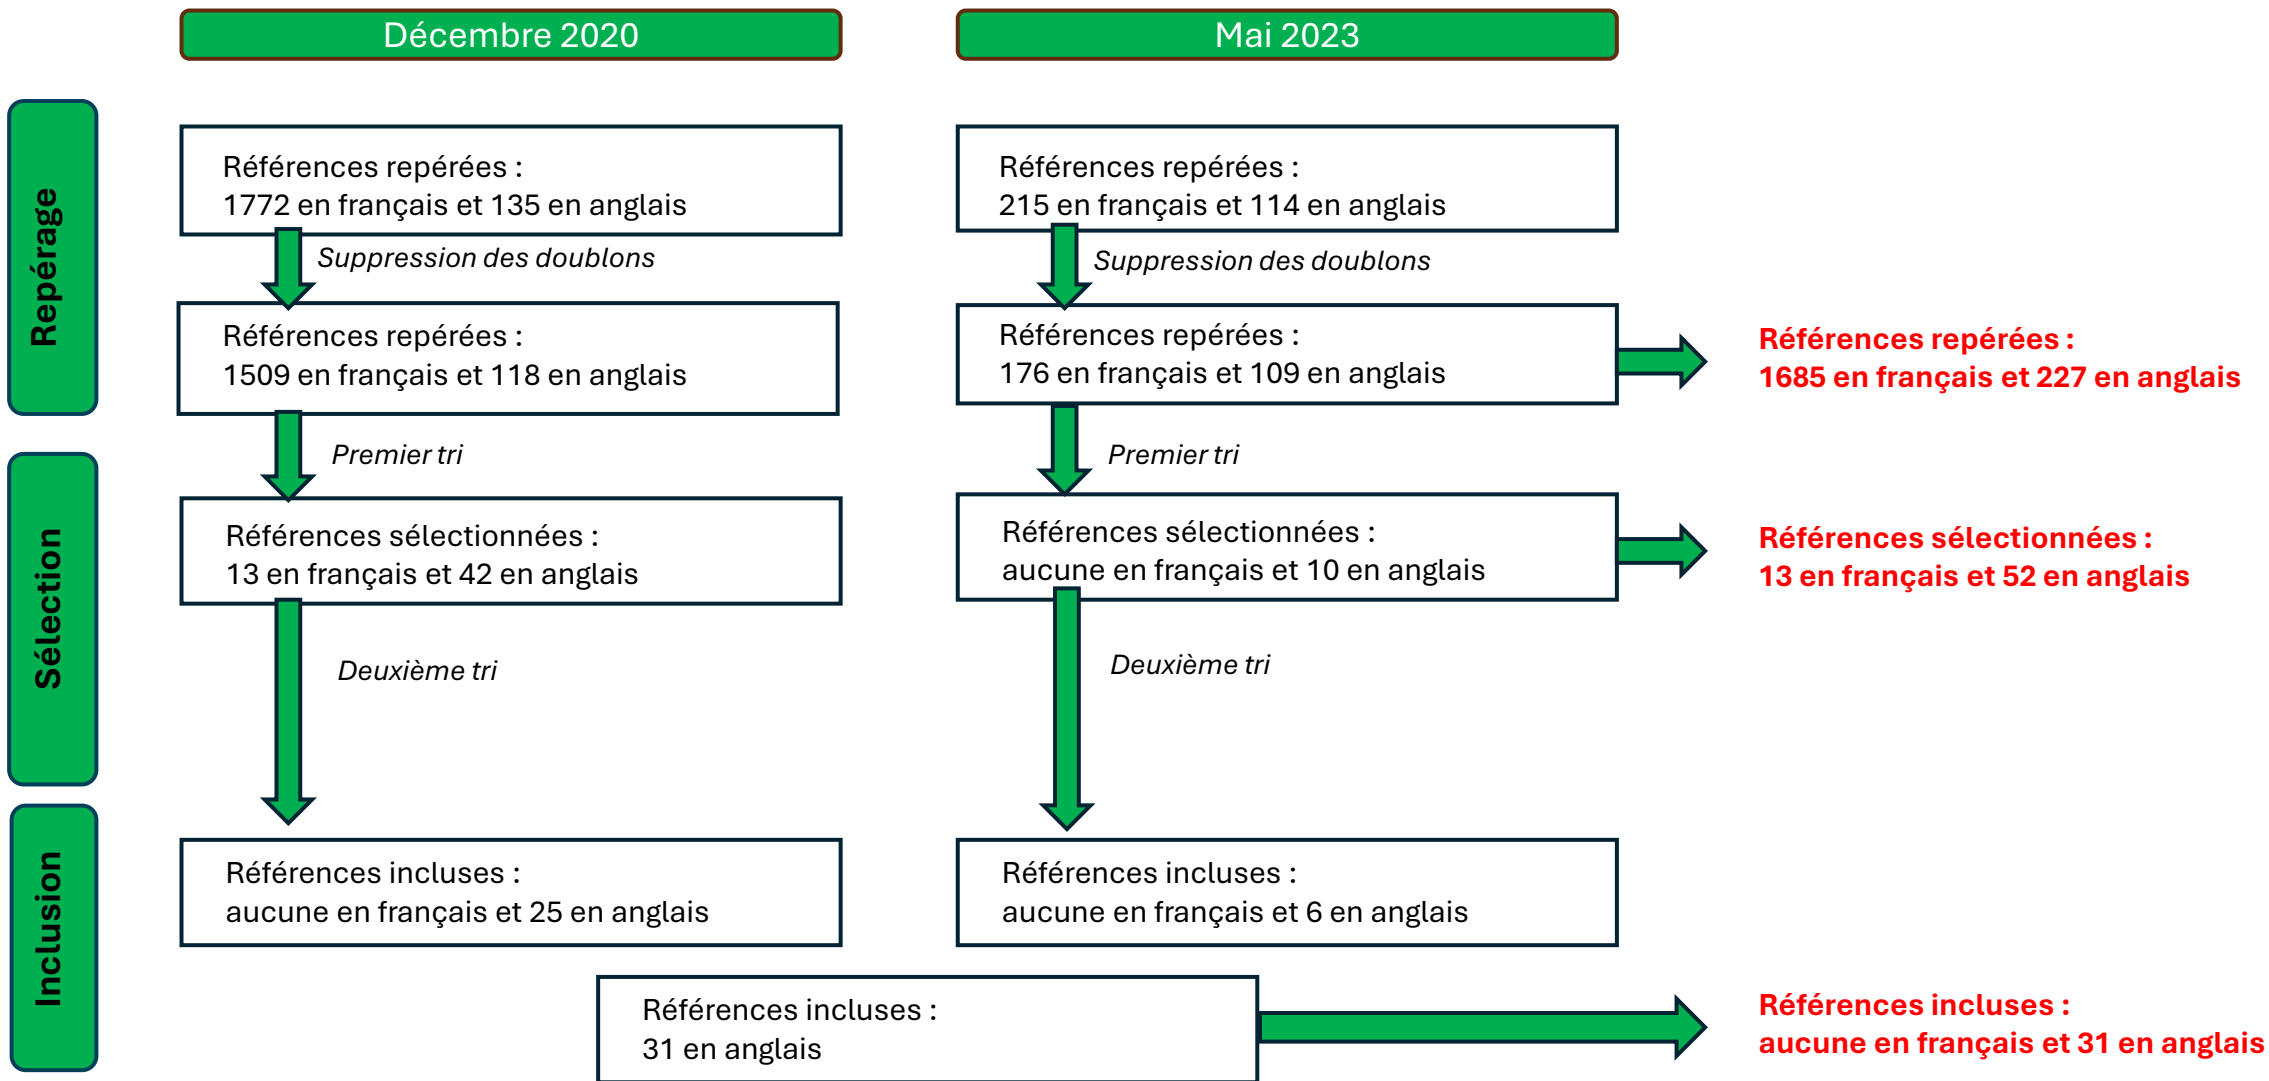 Décembre 2020
Mai 2023
Repérage
Références repérées :
1772 en français et 135 en anglais
Références repérées :
215 en français et 114 en anglais
Suppression des doublons
Suppression des doublons
Références repérées :
1509 en français et 118 en anglais
Références repérées :
176 en français et 109 en anglais
Références repérées :
1685 en français et 227 en anglais
Premier tri
Premier tri
Sélection
Références sélectionnées :
13 en français et 42 en anglais
Références sélectionnées :
aucune en français et 10 en anglais
Références sélectionnées :
13 en français et 52 en anglais
Deuxième tri
Deuxième tri
Inclusion
Références incluses :
aucune en français et 25 en anglais
Références incluses :
aucune en français et 6 en anglais
Références incluses :
31 en anglais
Références incluses :
aucune en français et 31 en anglais